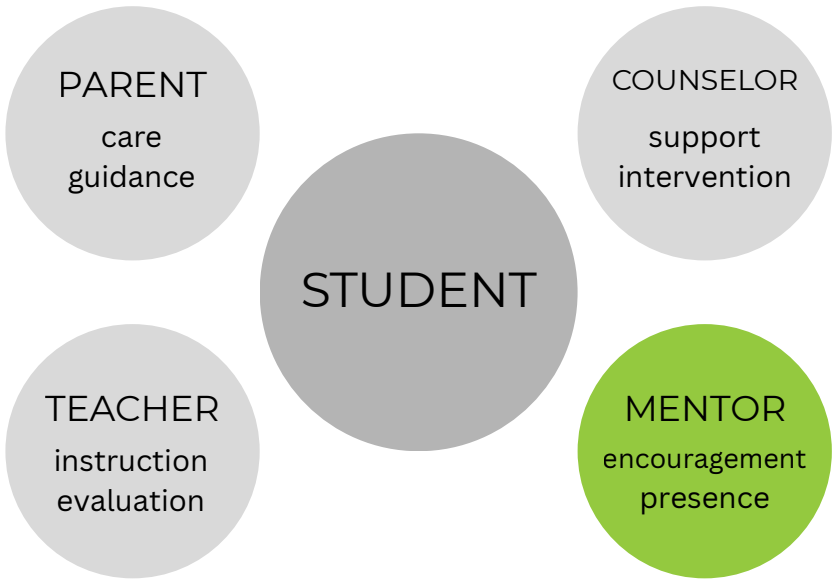 PARENT
care
guidance
COUNSELOR
support
intervention
STUDENT
TEACHER
instruction
evaluation
MENTOR
encouragement
presence